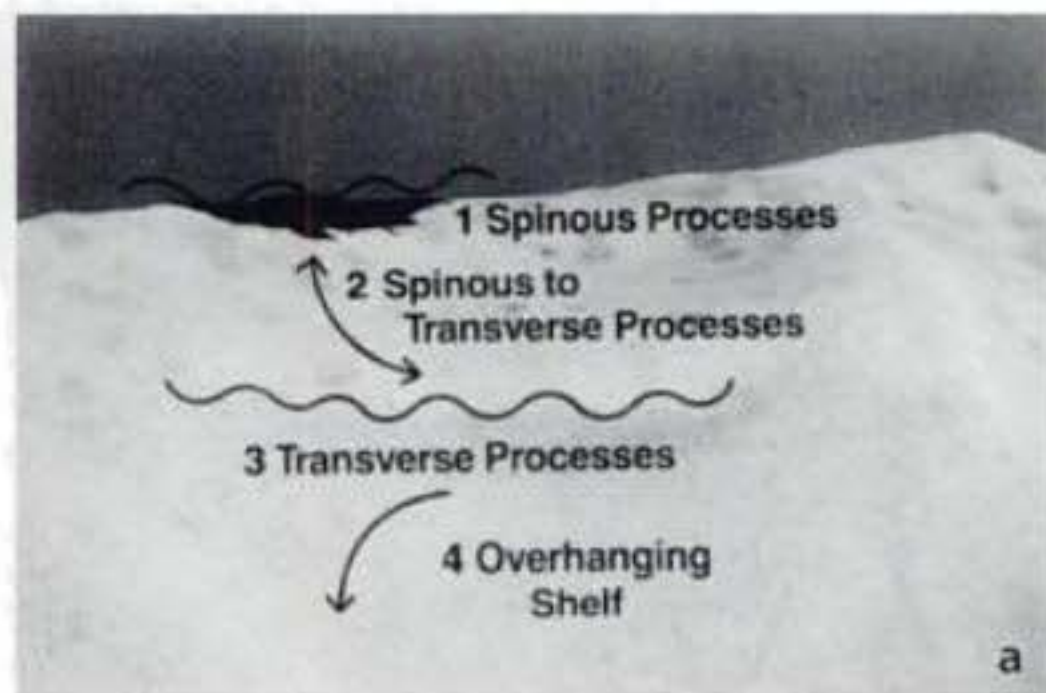 1 Spinous Processes
2 Spinous to
Transverse Processes
3 Transverse Processes
4 Overhanging
Shelf
a